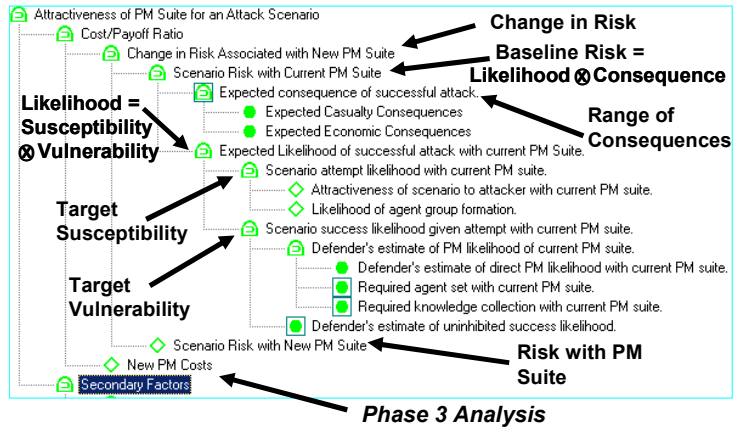 Attractiveness of PM Suite for an Attack Scenario
Cost/Payoff Ratio
Change in Risk Associated with New PM Suite
Scenario Risk with Current PM Suite
Expected consequence of successful attack.
Expected Casualty Consequences
Expected Economic Consequences
Expected Likelihood of successful attack with current PM Suite.
Scenario attempt likelihood with current PM suite.
Attractiveness of scenario to attacker with current PM suite.
Likelihood of agent group formation.
Scenario success likelihood given attempt with current PM suite.
Defender's estimate of PM likelihood of current PM suite.
Defender's estimate of direct PM likelihood with current PM suite.
Required agent set with current PM suite.
Required knowledge collection with current PM suite.
Defender's estimate of uninhibited success likelihood.
Scenario Risk with New PM Suite
New PM Costs
Secondary Factors
Change in Risk
Baseline Risk =
Likelihood ⊗ Consequence
Range of
Consequences
Likelihood =
Susceptibility
⊗ Vulnerability
Target
Susceptibility
Target
Vulnerability
Risk with PM
Suite
Phase 3 Analysis